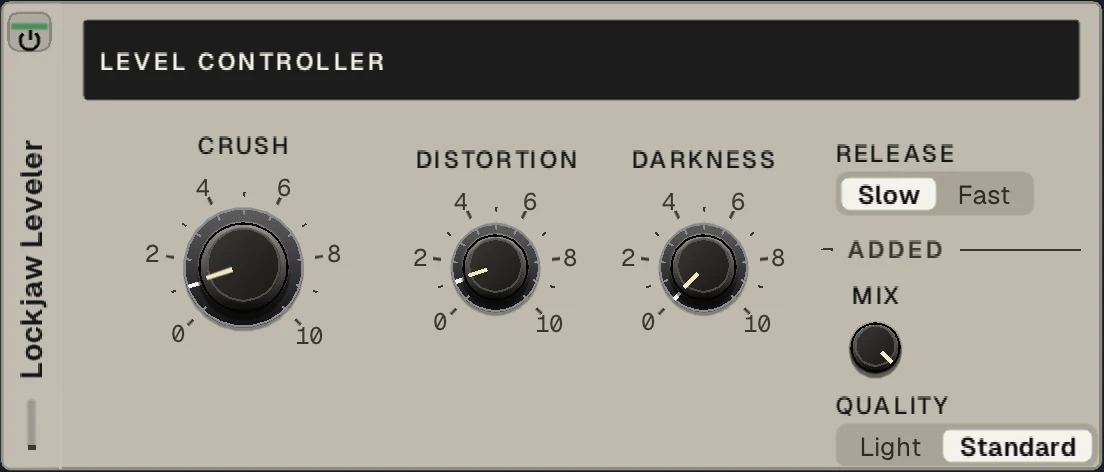 Lockjaw Leveler
LEVEL CONTROLLER
CRUSH
0 2 4 6 8 10
DISTORTION
0 2 4 6 8 10
DARKNESS
0 2 4 6 8 10
RELEASE
Slow Fast
ADDED
MIX
QUALITY
Light Standard